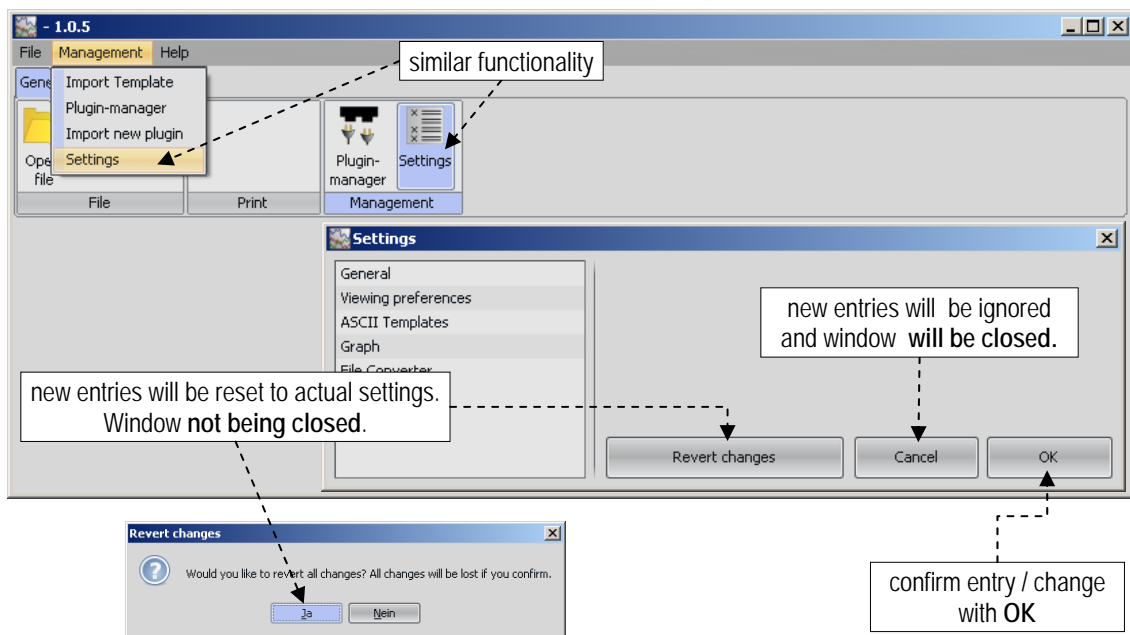 - 1.0.5
File Management Help
similar functionality
Gene
Import Template
Plugin-manager
Import new plugin
Settings
Ope
file
Plugin-
manager
Settings
File
Print
Management
Settings
General
Viewing preferences
ASCII Templates
Graph
File Converter
new entries will be ignored
and window will be closed.
new entries will be reset to actual settings.
Window not being closed.
Revert changes
Cancel
OK
Revert changes
Would you like to revert all changes? All changes will be lost if you confirm.
Ja
Nein
confirm entry / change
with OK